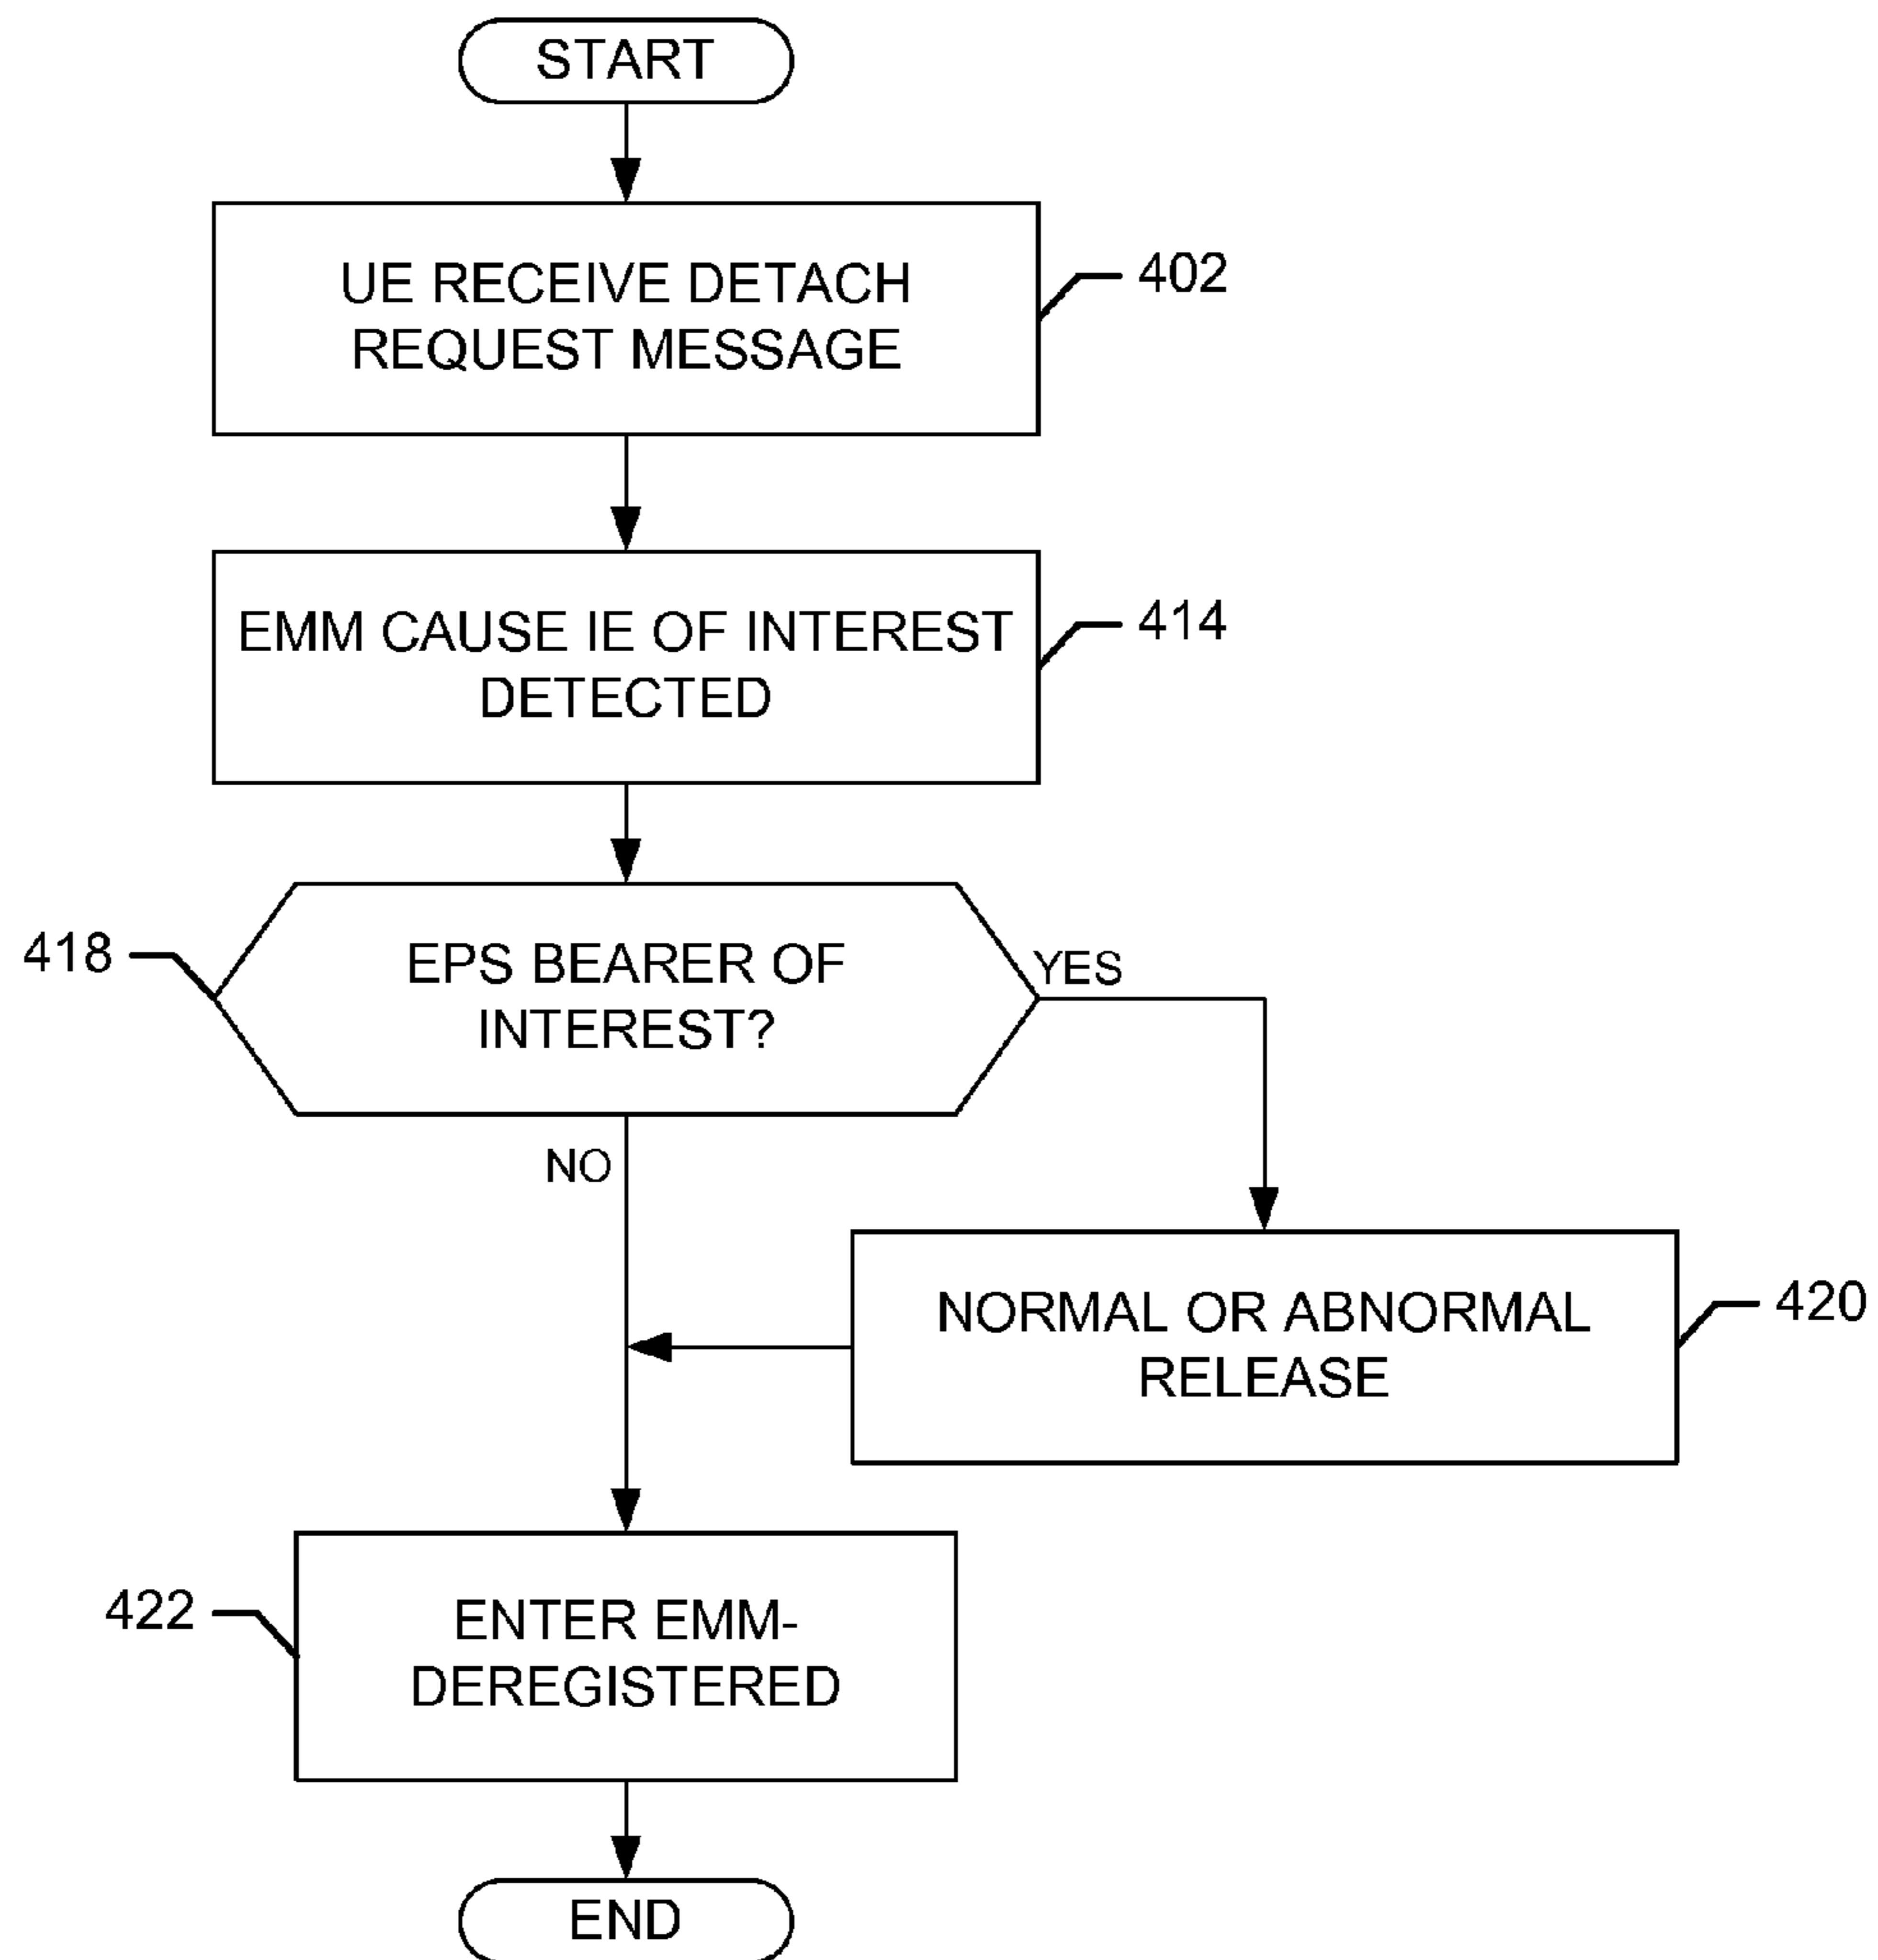 START
UE RECEIVE DETACH
REQUEST MESSAGE
402
EMM CAUSE IE OF INTEREST
DETECTED
414
418
EPS BEARER OF
INTEREST?
YES
NO
NORMAL OR ABNORMAL
RELEASE
420
422
ENTER EMM-
DEREGISTERED
END